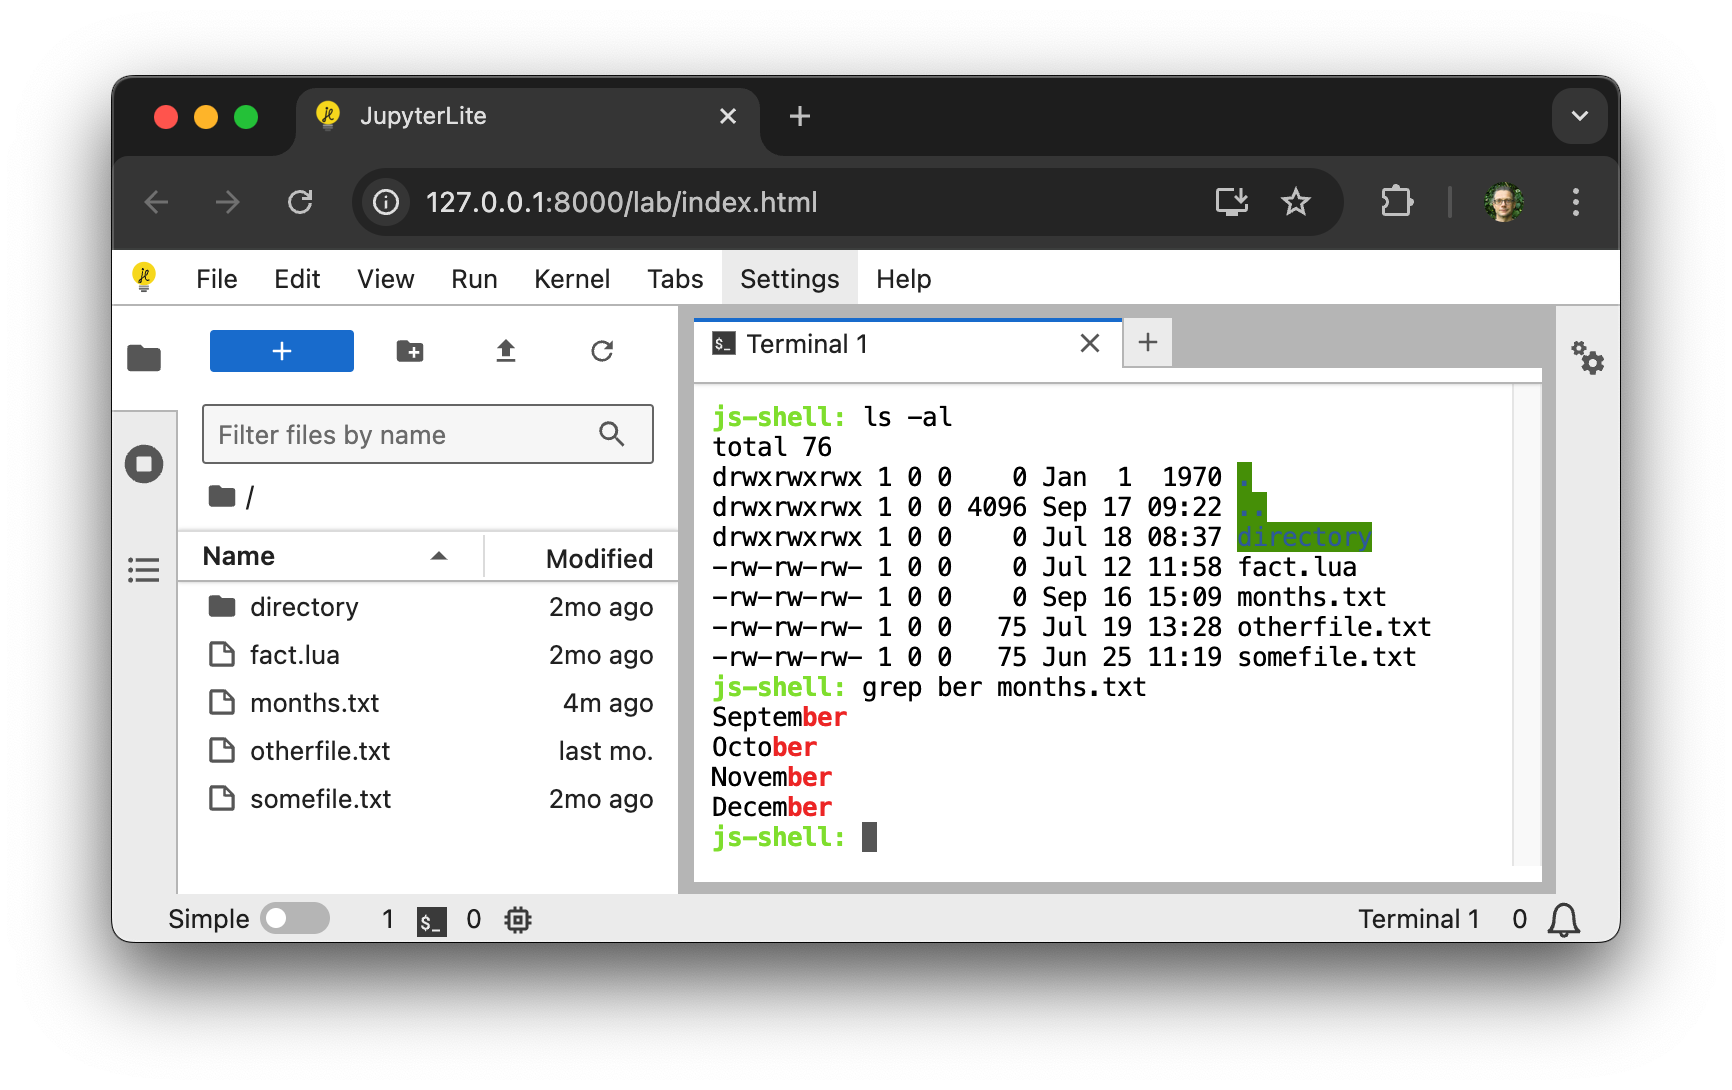 JupyterLite
127.0.0.1:8000/lab/index.html
File Edit View Run Kernel Tabs Settings Help
Filter files by name
/
Name Modified
directory 2mo ago
fact.lua 2mo ago
months.txt 4m ago
otherfile.txt last mo.
somefile.txt 2mo ago
$_ Terminal 1
js-shell: ls -al
total 76
drwxrwxrwx 1 0 0    0 Jan  1  1970 .
drwxrwxrwx 1 0 0 4096 Sep 17 09:22 ..
drwxrwxrwx 1 0 0    0 Jul 18 08:37 directory
-rw-rw-rw- 1 0 0    0 Jul 12 11:58 fact.lua
-rw-rw-rw- 1 0 0    0 Sep 16 15:09 months.txt
-rw-rw-rw- 1 0 0   75 Jul 19 13:28 otherfile.txt
-rw-rw-rw- 1 0 0   75 Jun 25 11:19 somefile.txt
js-shell: grep ber months.txt
September
October
November
December
js-shell:
Simple 1 $_ 0 Terminal 1 0